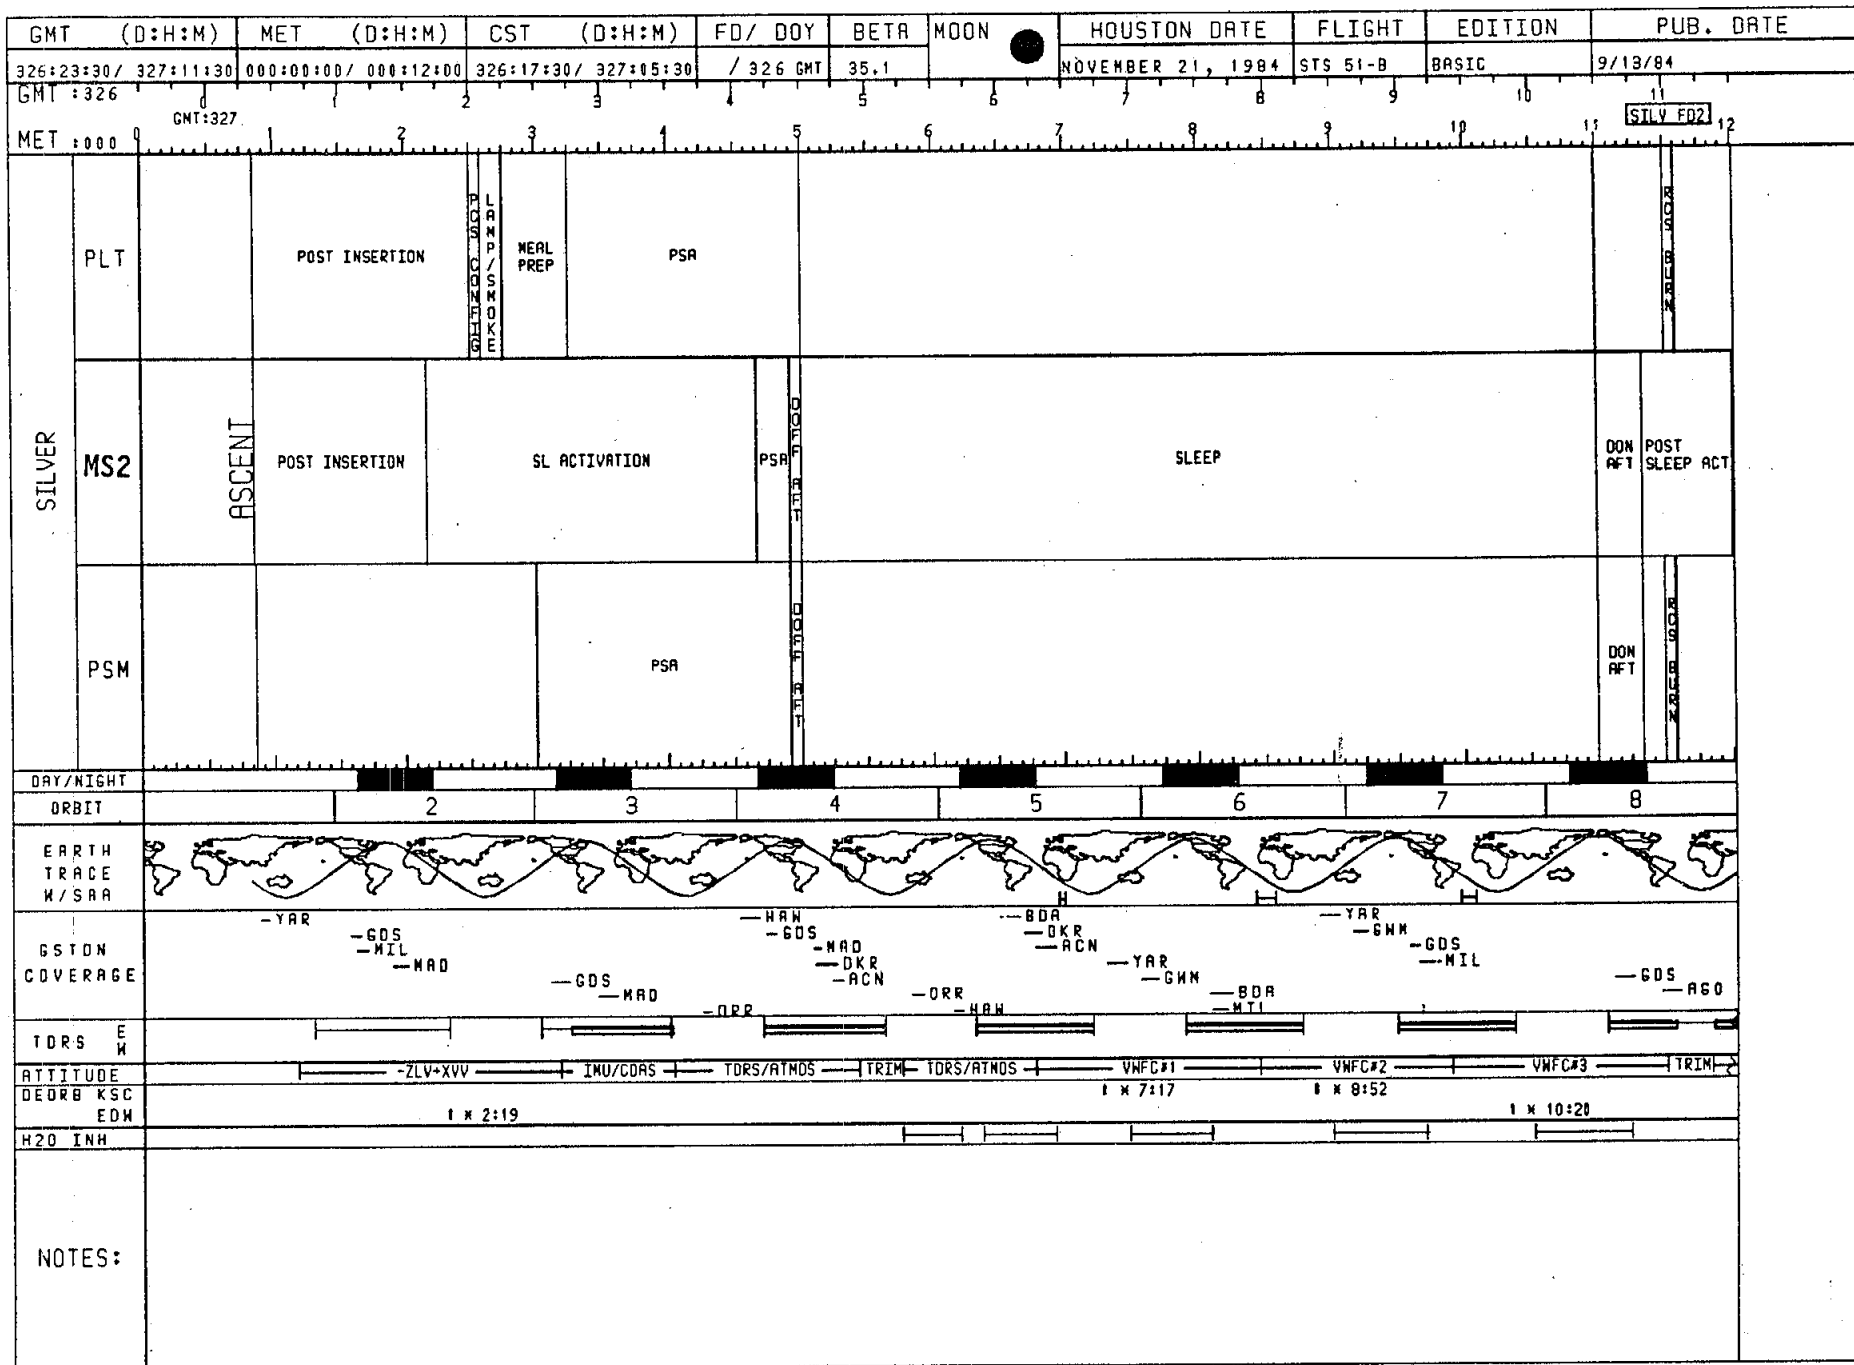 GMT (D:H:M) MET (D:H:M) CST (D:H:M) FD/ DOY BETA MOON HOUSTON DATE FLIGHT EDITION PUB. DATE
326:23:30/ 327:11:30 000:00:00/ 000:12:00 326:17:30/ 327:05:30 / 326 GMT 35.1 NOVEMBER 21, 1984 STS 51-B BASIC 9/13/84
GMT :326 0 2 3 4 5 6 7 8 9 10 11
GMT:327 SILV FD2
MET :000 0 1 2 3 4 5 6 7 8 9 10 11 12
SILVER
ASCENT
PLT POST INSERTION PCS CONFIG LAMP/SMOKE MEAL PREP PSA RCS BURN
MS2 POST INSERTION SL ACTIVATION PSA DOFF AFT SLEEP DON AFT POST SLEEP ACT
PSM PSA DOFF AFT DON AFT RCS BURN
DAY/NIGHT
ORBIT 2 3 4 5 6 7 8
EARTH
TRACE
W/SAA
GSTDN
COVERAGE
YAR HAW BDA YAR
GDS GDS DKR GWM
MIL MAD ACN GDS
MAD DKR YAR MIL
GDS ACN GWM GDS
MAD ORR BDA AGO
ORR HAW MIL
TDRS E
W
ATTITUDE -ZLV+XVV IMU/COAS TDRS/ATMOS TRIM TDRS/ATMOS VWFC#1 VWFC#2 VWFC#3 TRIM
DEORB KSC 1 * 7:17 1 * 8:52
EDW 1 * 2:19 1 * 10:20
H2O INH
NOTES: